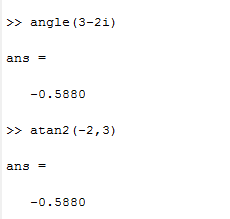 >> angle(3-2i)
ans =
-0.5880
>> atan2(-2,3)
ans =
-0.5880